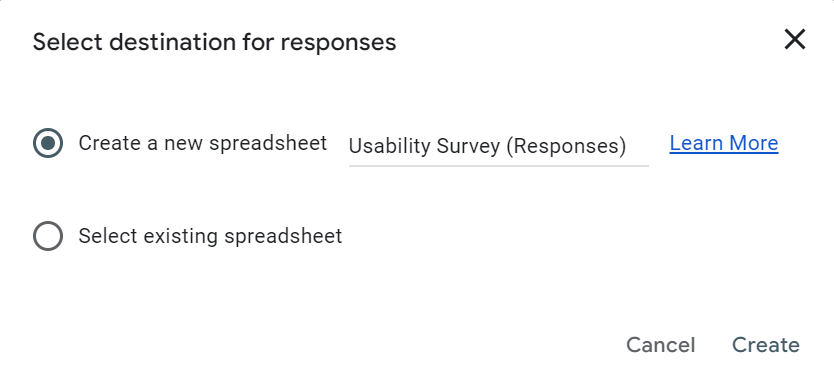 Select destination for responses
Create a new spreadsheet Usability Survey (Responses) Learn More
Select existing spreadsheet
Cancel Create